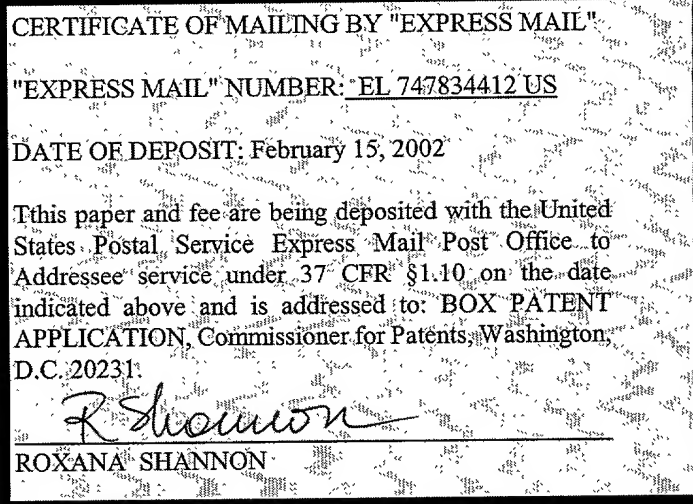 CERTIFICATE OF MAILING BY "EXPRESS MAIL"
"EXPRESS MAIL" NUMBER: EL 747834412 US
DATE OF DEPOSIT: February 15, 2002
Tthis paper and fee are being deposited with the United
States Postal Service Express Mail Post Office to
Addressee service under 37 CFR §1.10 on the date
indicated above and is addressed to: BOX PATENT
APPLICATION, Commissioner for Patents, Washington,
D.C. 20231.
R Shannon
ROXANA SHANNON